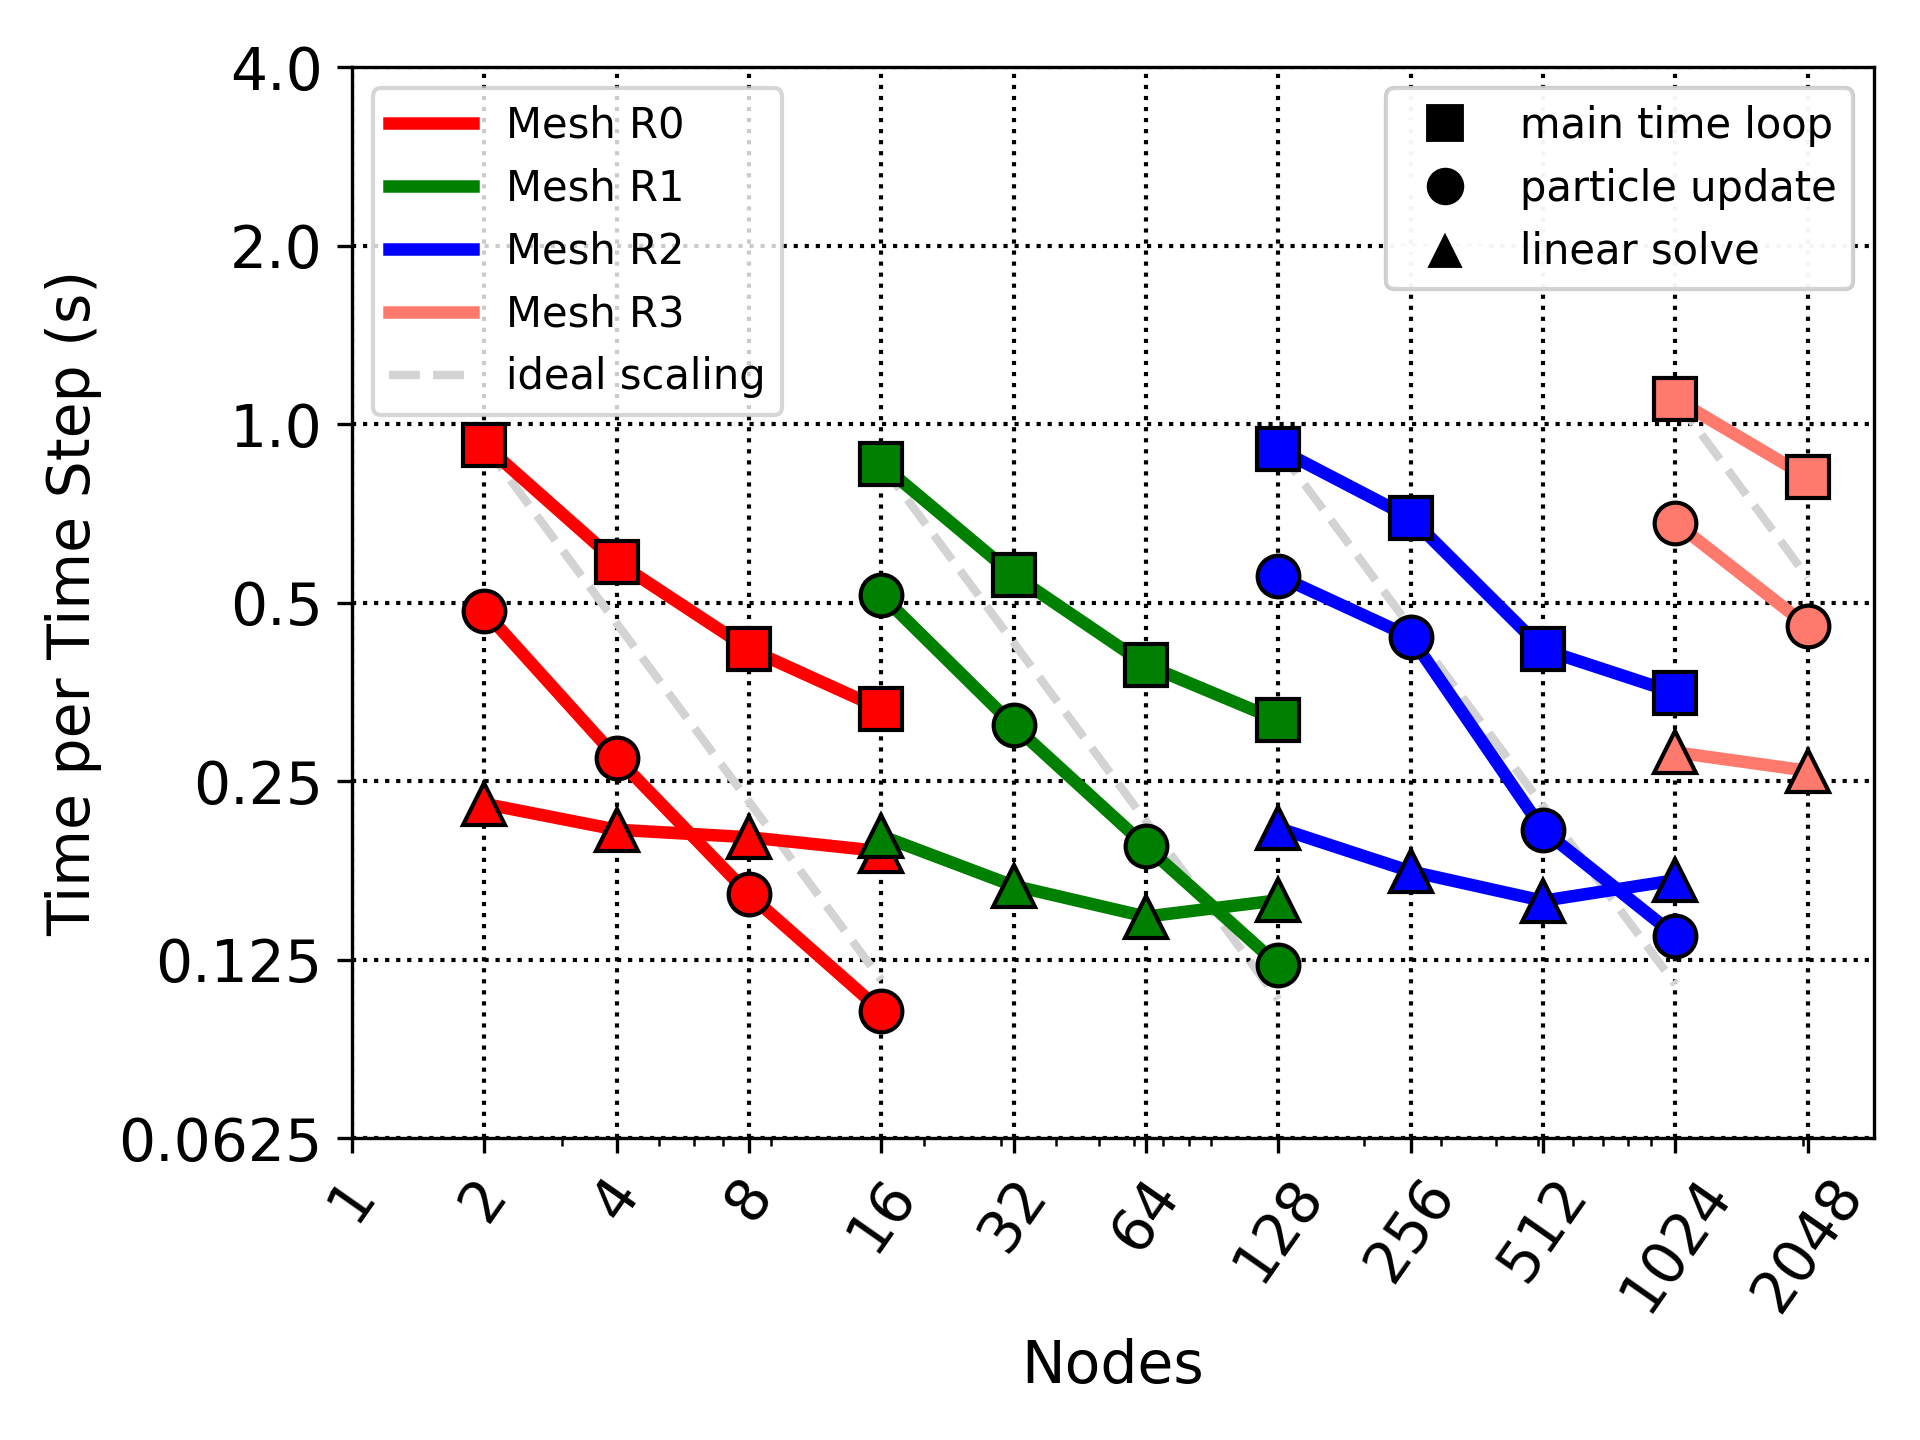 4.0
2.0
1.0
0.5
0.25
0.125
0.0625
Time per Time Step (s)
Mesh R0
Mesh R1
Mesh R2
Mesh R3
ideal scaling
main time loop
particle update
linear solve
1
2
4
8
16
32
64
128
256
512
1024
2048
Nodes